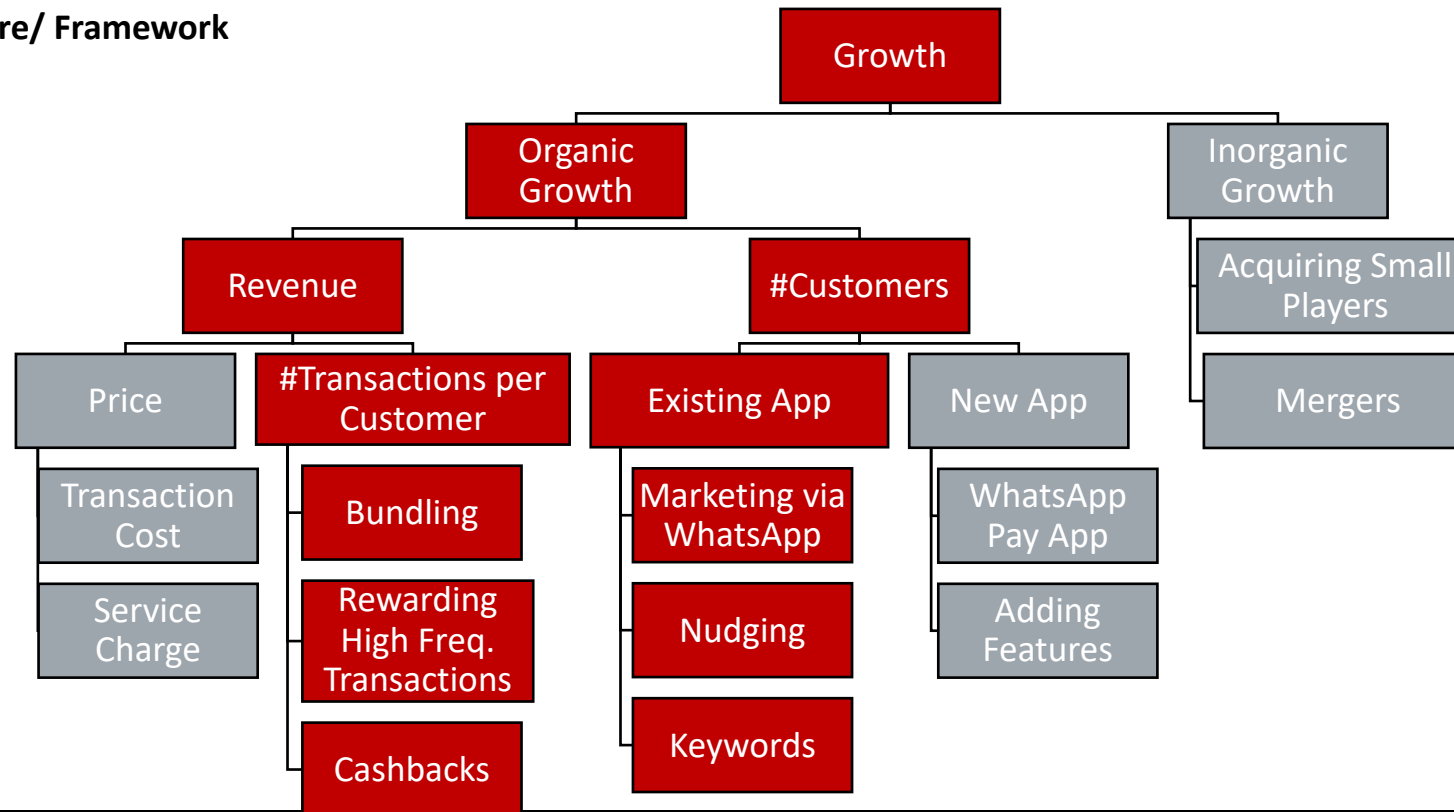 re/ Framework
Growth
Organic
Growth
Inorganic
Growth
Revenue
#Customers
Acquiring Small
Players
Mergers
Price
#Transactions per
Customer
Existing App
New App
Transaction
Cost
Service
Charge
Bundling
Rewarding
High Freq.
Transactions
Cashbacks
Marketing via
WhatsApp
Nudging
Keywords
WhatsApp
Pay App
Adding
Features